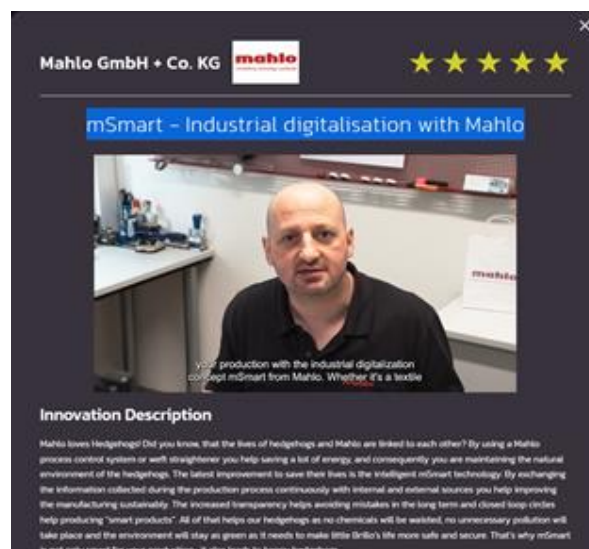 Mahlo GmbH + Co. KG
mahlo
mSmart – Industrial digitalisation with Mahlo
mahlo
your production with the industrial digitalization
concept mSmart from Mahlo. Whether it's a textile
Innovation Description
Mahlo loves Hedgehogs! Did you know, that the lives of hedgehogs and Mahlo are linked to each other? By using a Mahlo
process control system or weft straightener you help saving a lot of energy, and consequently you are maintaining the natural
environment of the hedgehogs. The latest improvement to save their lives is the intelligent mSmart technology. By exchanging
the information collected during the production process continuously with internal and external sources you help improving
the manufacturing sustainably. The increased transparency helps avoiding mistakes in the long term and closed loop circles
help producing "smart products". All of that helps our hedgehogs as no chemicals will be waisted, no unnecessary pollution will
take place and the environment will stay as green as it needs to make little Brillo's life more safe and secure. That's why mSmart